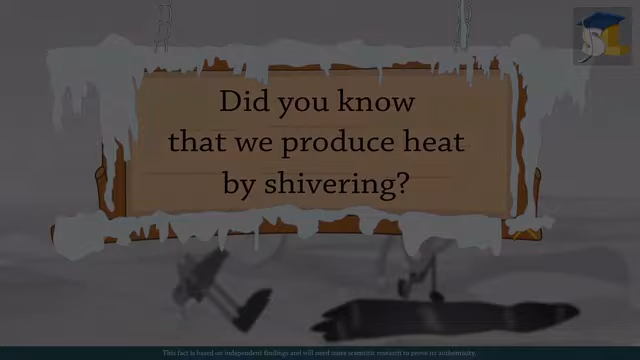 SL
Did you know
that we produce heat
by shivering?
This fact is based on independent findings and will need more scientific research to prove its authenticity.